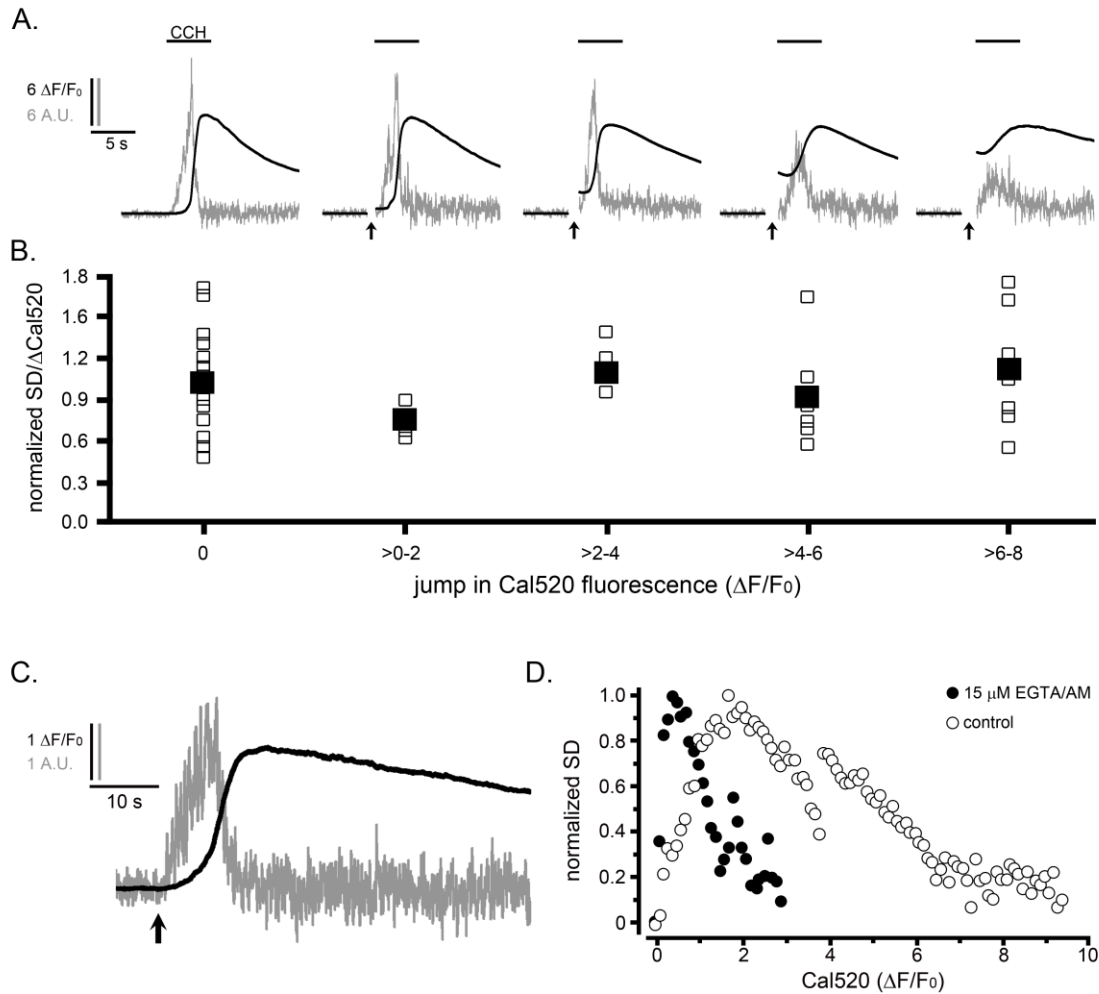 A.
CCH
6 ΔF/F₀
6 A.U.
5 s
B.
normalized SD/ΔCal520
1.8
1.6
1.2
0.9
0.6
0.3
0.0
0
>0-2
>2-4
>4-6
>6-8
jump in Cal520 fluorescence (ΔF/F₀)
C.
1 ΔF/F₀
1 A.U.
10 s
D.
normalized SD
1.0
0.8
0.6
0.4
0.2
0
15 μM EGTA/AM
control
0
2
4
6
8
10
Cal520 (ΔF/F₀)